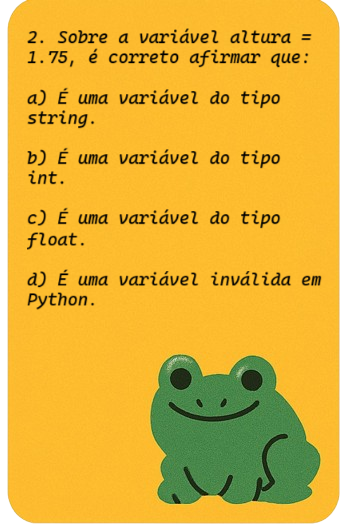 2. Sobre a variável altura =
1.75, é correto afirmar que:
a) É uma variável do tipo
string.
b) É uma variável do tipo
int.
c) É uma variável do tipo
float.
d) É uma variável inválida em
Python.